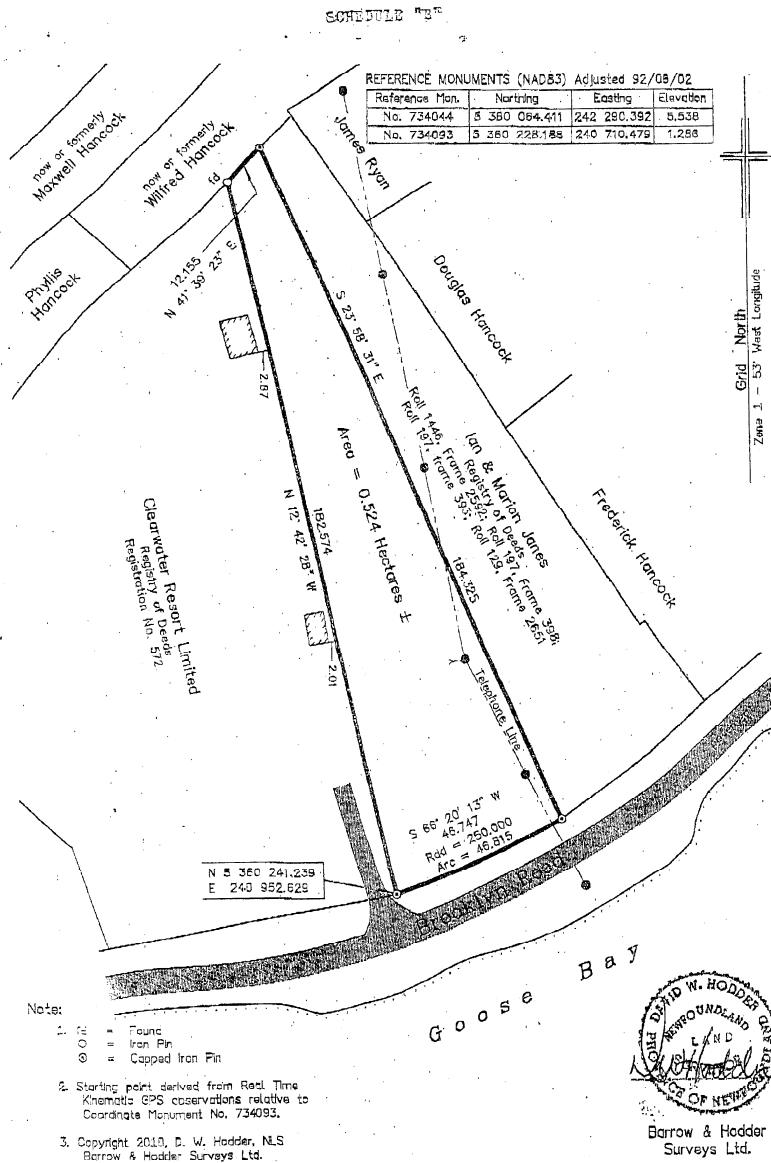 SCHEDULE "B"
REFERENCE MONUMENTS (NAD83) Adjusted 92/08/02
Reference Mon. Northing Easting Elevation
No. 734044 5 360 064.411 242 290.392 5.538
No. 734093 5 360 228.188 240 710.479 1.286
now or formerly
Maxwell Hancock
now or formerly
Wilfred Hancock
James Ryan
fd
Phyllis
Hancock
12.155
N 41° 39' 23" E
Douglas Hancock
Grid North
Zone 1 - 53° West Longitude
S 23° 58' 31" E
184.325
2.87
Area = 0.524 Hectares ±
Ian & Marion Janes
Registry of Deeds
Roll 1446, Frame 2592; Roll 197, Frame 398;
Roll 197, frame 395; Roll 129, Frame 2651
Frederick Hancock
182.574
N 12° 42' 28" W
Clearwater Resort Limited
Registry of Deeds
Registration No. 572
2.01
Telephone Line
S 66° 20' 13" W
46.747
Rad = 250.000
Arc = 46.815
N 5 360 241.239
E 240 952.629
Brooklyn Road
Goose Bay
Note:
1. fd = Found
= Iron Pin
= Capped Iron Pin
2. Starting point derived from Real Time
Kinematic GPS observations relative to
Coordinate Monument No. 734093.
3. Copyright 2010, D. W. Hodder, NLS
Barrow & Hodder Surveys Ltd.
DAVID W. HODDER
NEWFOUNDLAND
LAND
Barrow & Hodder
Surveys Ltd.